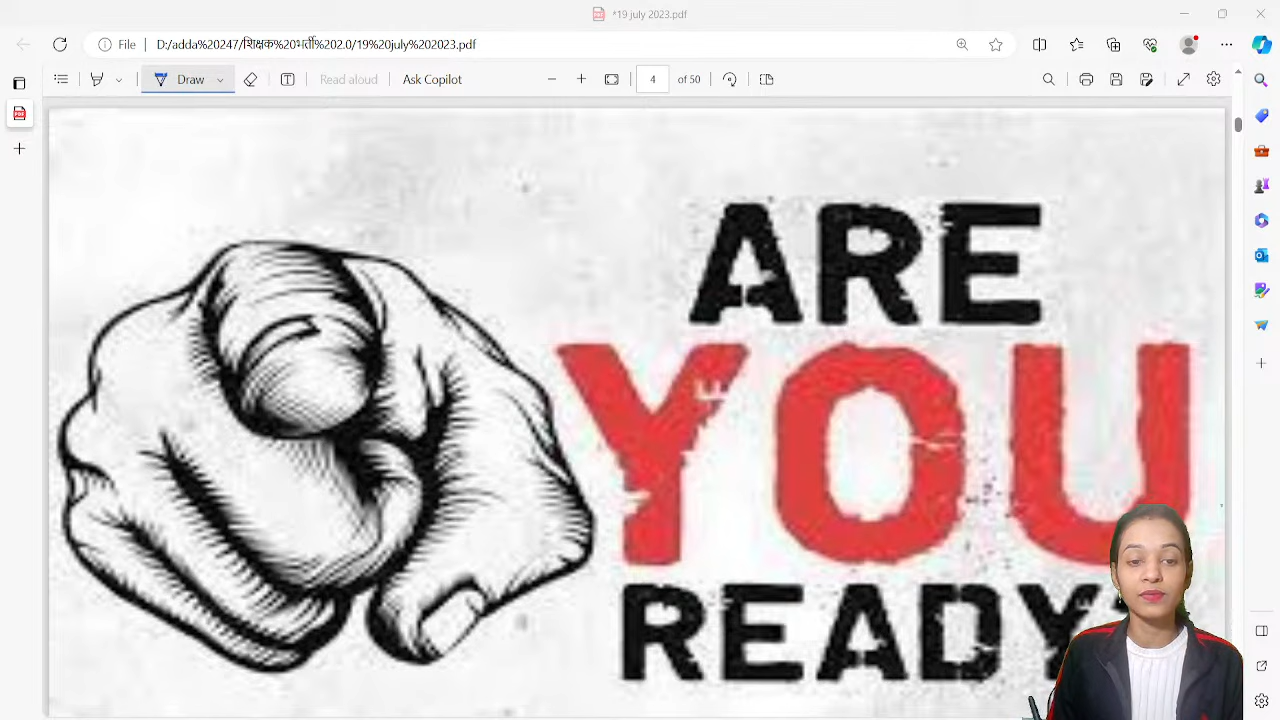 *19 july 2023.pdf
File
D:/adda%20247/शिक्षक%20भर्ती%202.0/19%20july%202023.pdf
Draw
Read aloud
Ask Copilot
4
of 50
ARE
YOU
READY